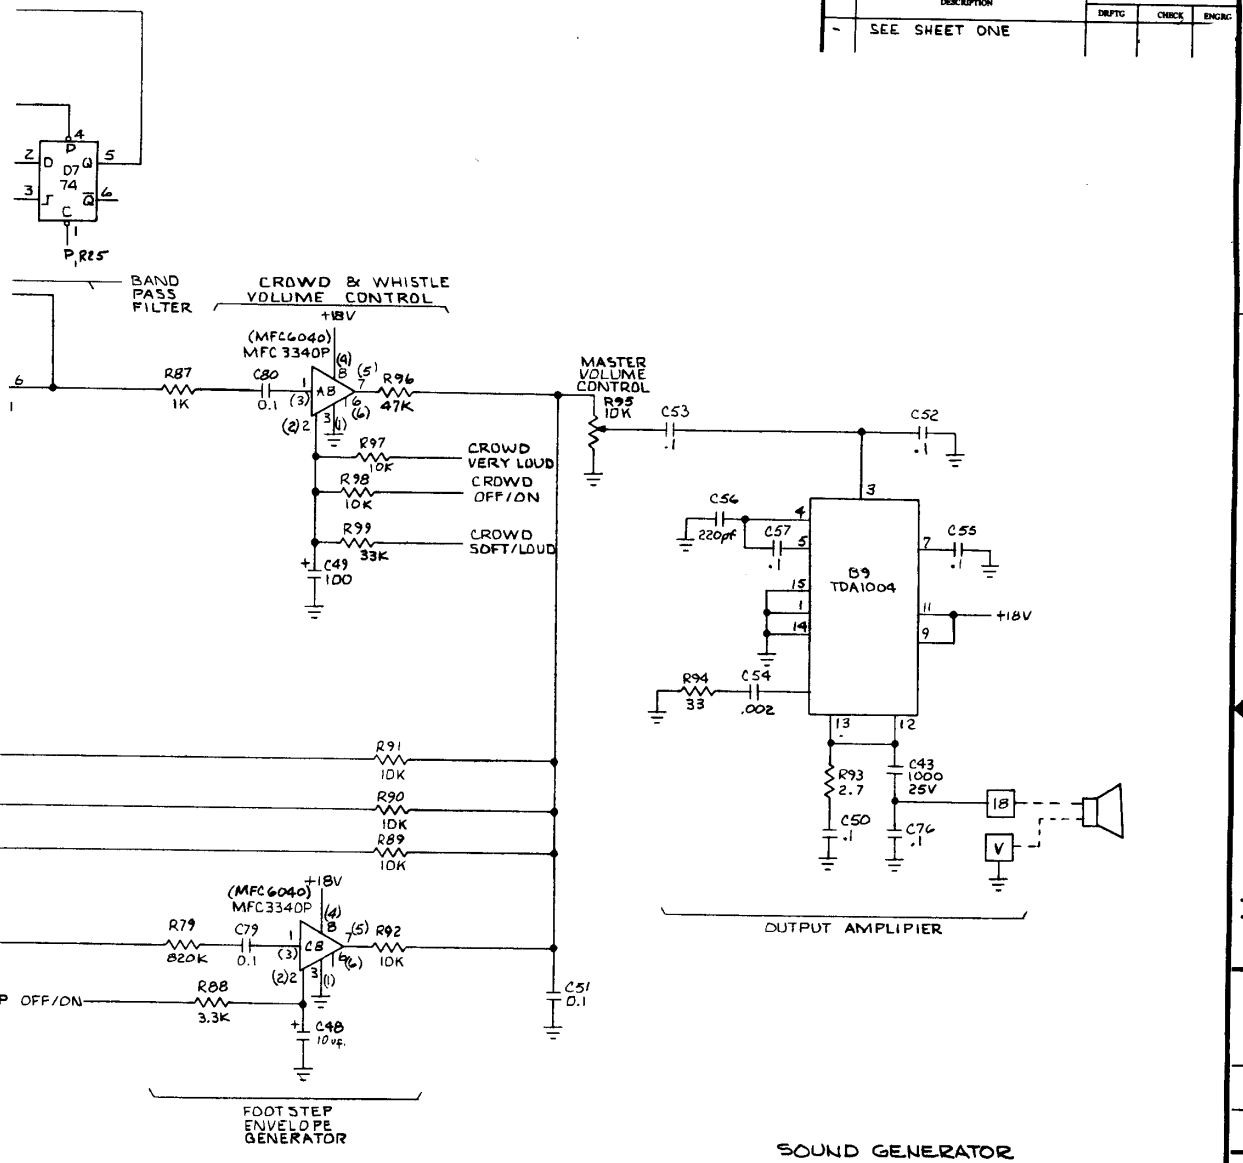 DESCRIPTION
DRFTG CHECK ENGRG
- SEE SHEET ONE
4
P
2 D D7 Q 5
74
3 Q 6
C
1
P1 R25
BAND
PASS
FILTER
CROWD & WHISTLE
VOLUME CONTROL
+18V
(MFC6040)
MFC 3340P
(4)
8
6
1
R87
1K
C80
0.1
1
(3)
A8
(5)
7
R96
47K
6
(6)
(2) 2
3
(1)
R97
10K
CROWD
VERY LOUD
R98
10K
CROWD
OFF/ON
R99
33K
CROWD
SOFT/LOUD
+ C49
100
MASTER
VOLUME
CONTROL
R95
10K
C53
.1
C52
.1
3
C56
220pf
4
C57
.1
5
7
C55
.1
B9
TDA1004
15
1
14
11
9
+18V
R94
33
C54
.002
13
12
R93
2.7
C43
1000
25V
C50
.1
C76
.1
18
V
OUTPUT AMPLIPIER
R91
10K
R90
10K
R89
10K
+18V
(MFC6040)
MFC3340P
(4)
8
R79
820K
C79
0.1
1
(3)
C8
7
(5)
R92
10K
6
(6)
(2) 2
3
(1)
P OFF/ON
R88
3.3K
+ C48
10uf.
C51
0.1
FOOT STEP
ENVELOPE
GENERATOR
SOUND GENERATOR